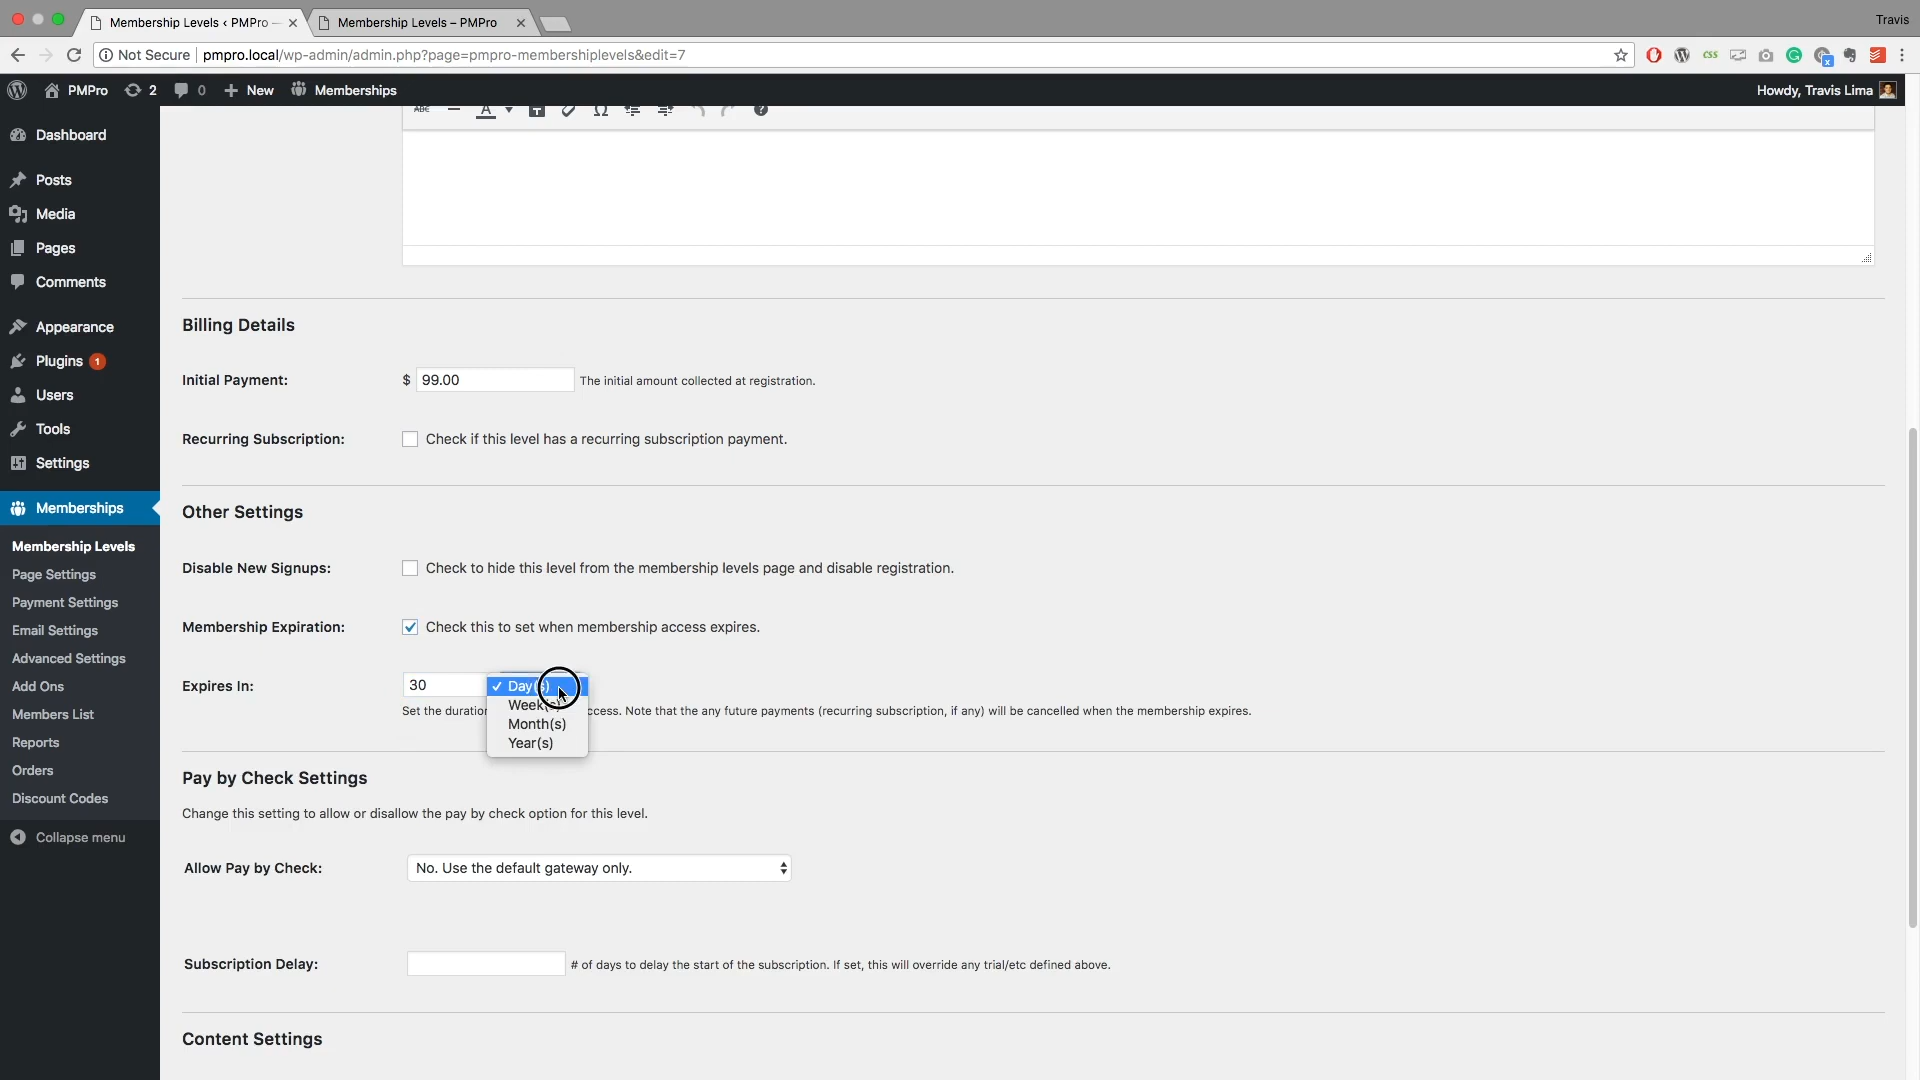 Membership Levels ‹ PMPro —
Membership Levels – PMPro
Travis
Not Secure
pmpro.local/wp-admin/admin.php?page=pmpro-membershiplevels&edit=7
PMPro
2
0
New
Memberships
Howdy, Travis Lima
Dashboard
Posts
Media
Pages
Comments
Appearance
Plugins 1
Users
Tools
Settings
Memberships
Membership Levels
Page Settings
Payment Settings
Email Settings
Advanced Settings
Add Ons
Members List
Reports
Orders
Discount Codes
Collapse menu
ABC
Billing Details
Initial Payment: $ 99.00 The initial amount collected at registration.
Recurring Subscription: Check if this level has a recurring subscription payment.
Other Settings
Disable New Signups: Check to hide this level from the membership levels page and disable registration.
Membership Expiration: Check this to set when membership access expires.
Expires In: 30
Day(s)
Week(s)
Month(s)
Year(s)
Set the duration ccess. Note that the any future payments (recurring subscription, if any) will be cancelled when the membership expires.
Pay by Check Settings
Change this setting to allow or disallow the pay by check option for this level.
Allow Pay by Check: No. Use the default gateway only.
Subscription Delay: # of days to delay the start of the subscription. If set, this will override any trial/etc defined above.
Content Settings